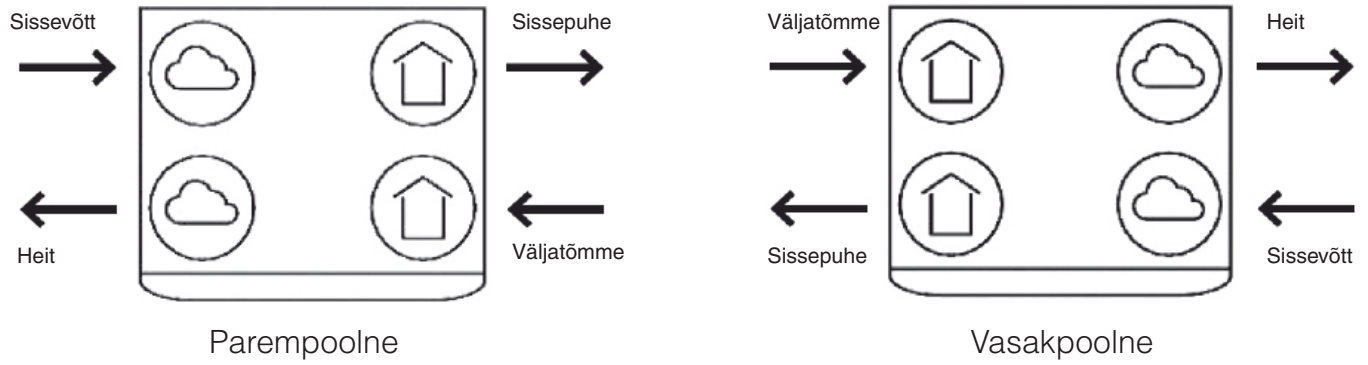 Sissevõtt
Sissepuhe
Heit
Väljatõmme
Parempoolne
Väljatõmme
Heit
Sissepuhe
Sissevõtt
Vasakpoolne